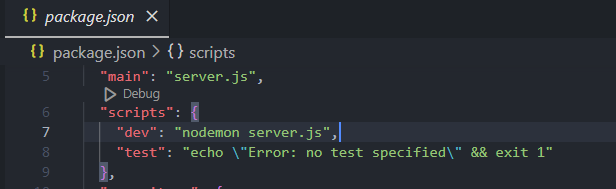 package.json
package.json > scripts
5 "main": "server.js",
Debug
6 "scripts": {
7 "dev": "nodemon server.js",
8 "test": "echo \"Error: no test specified\" && exit 1"
9 },